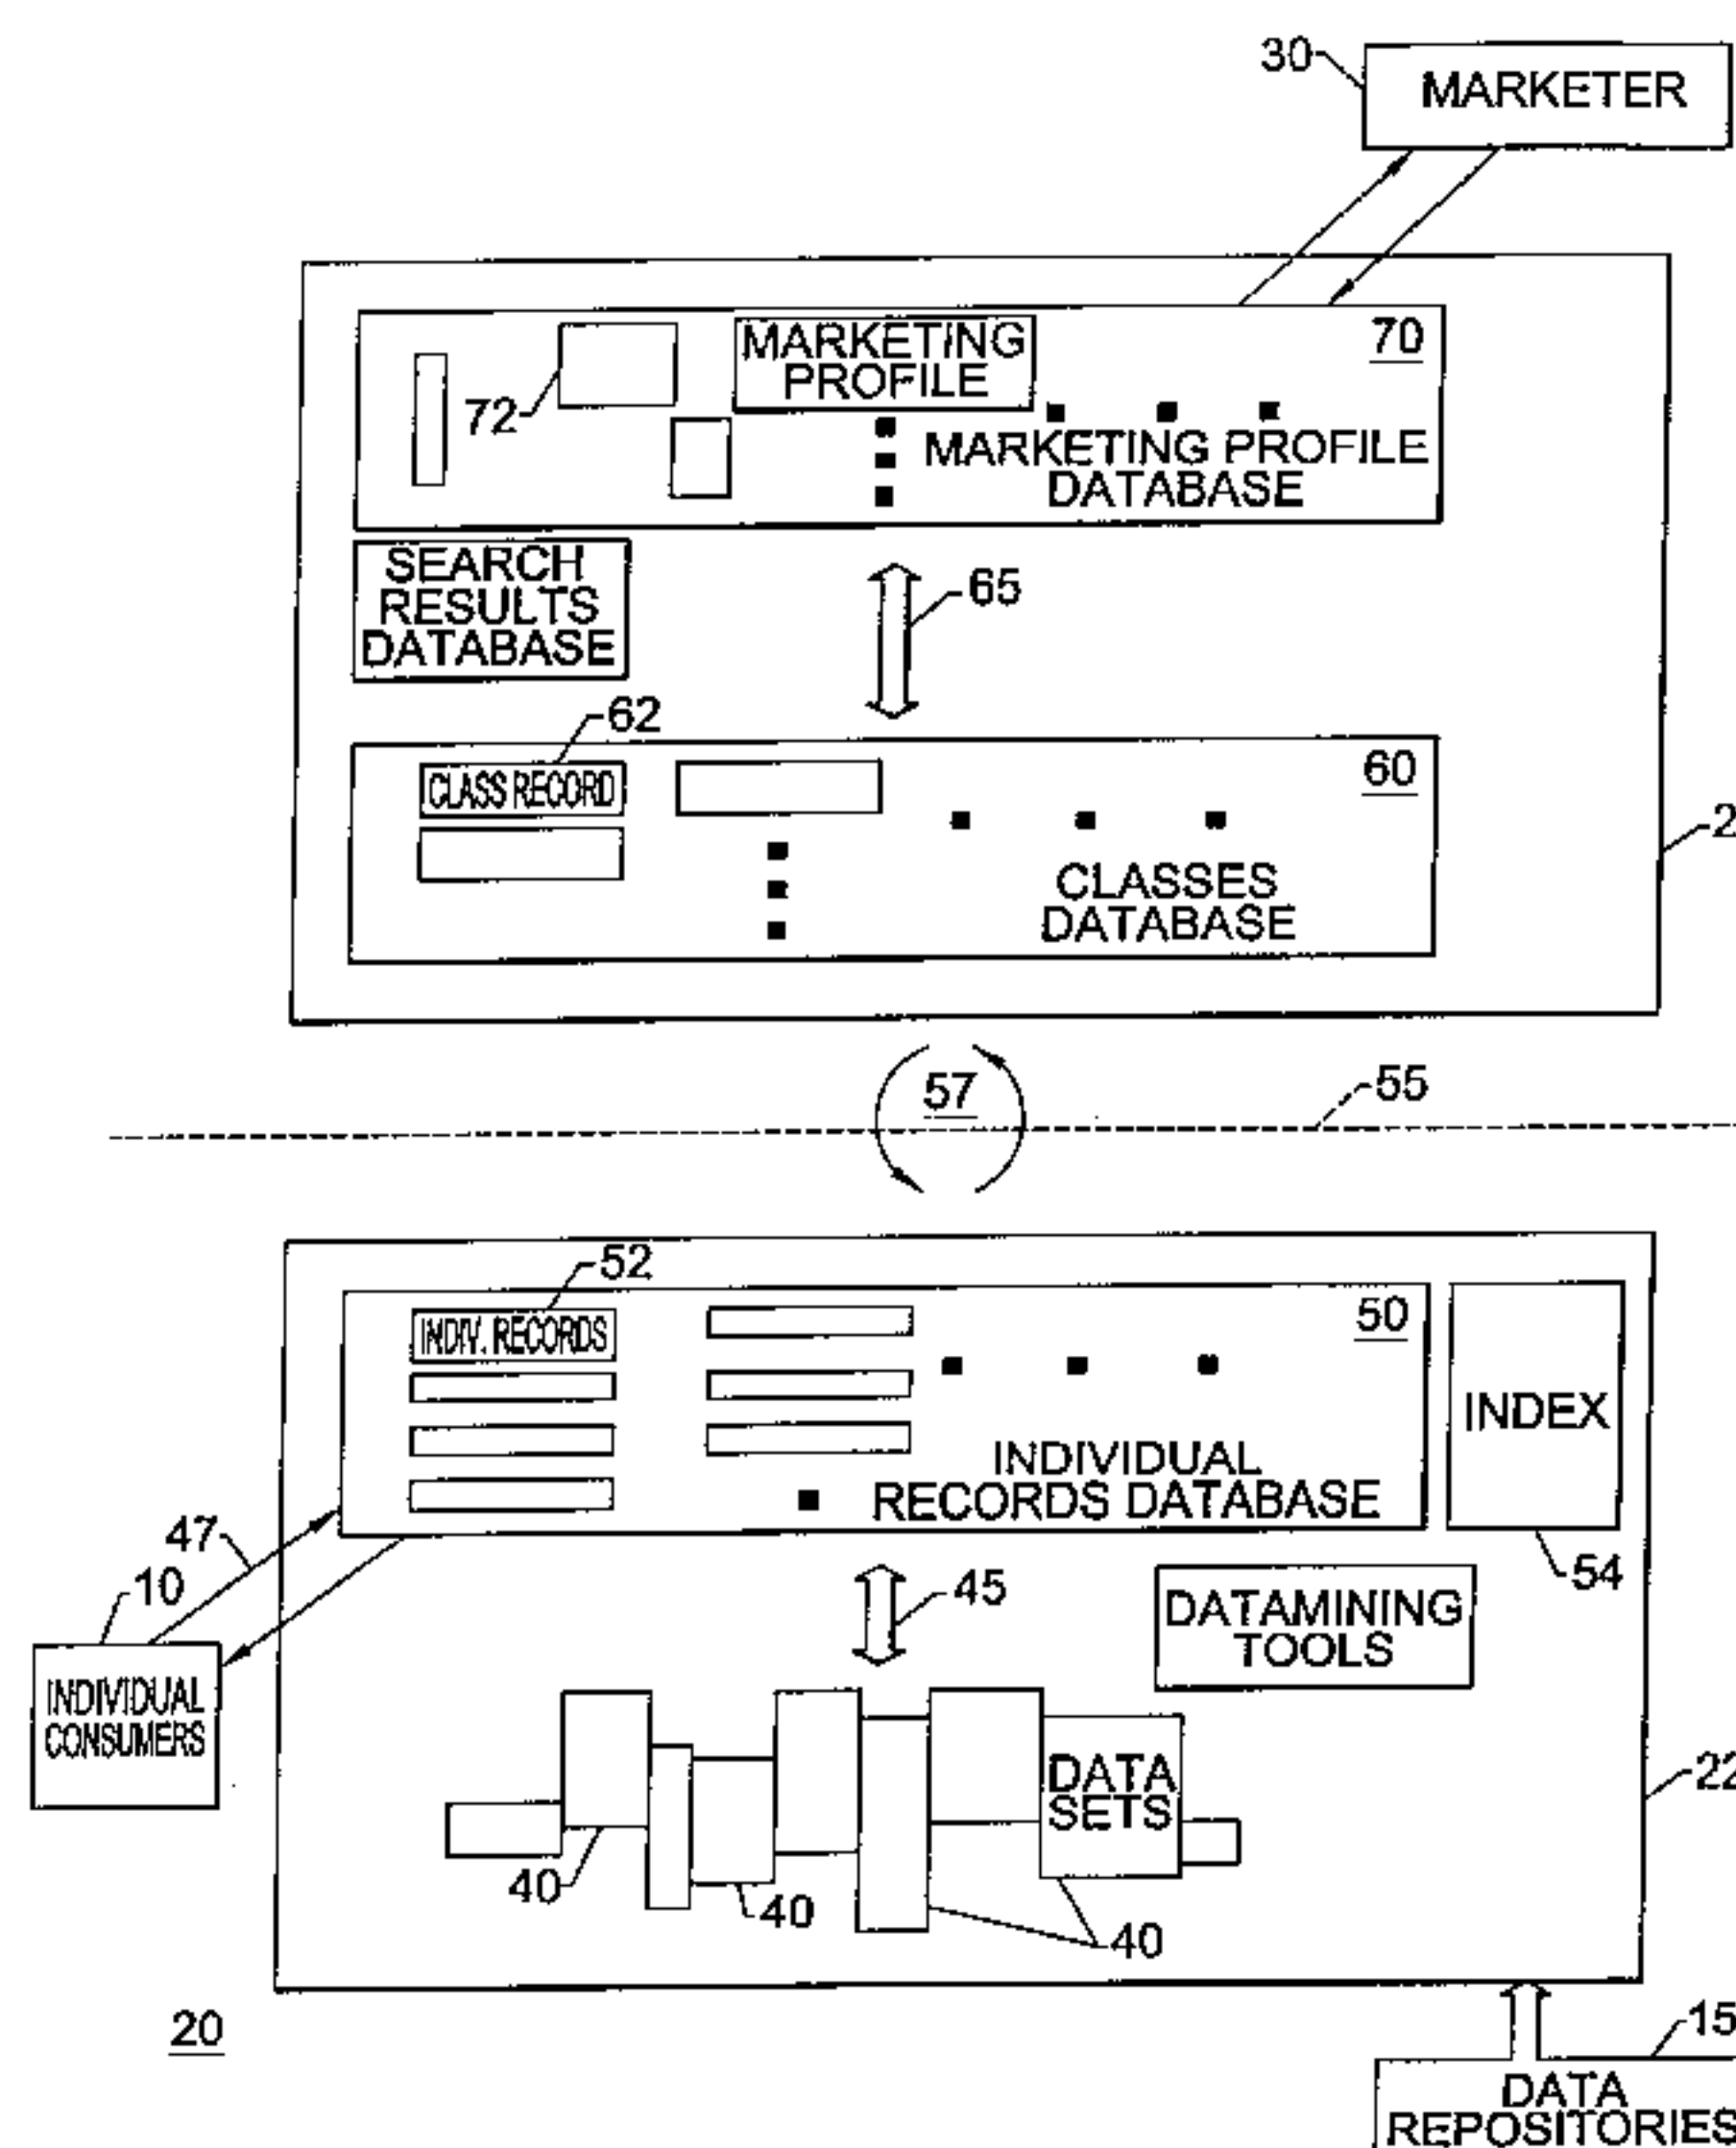 30
MARKETER
MARKETING
PROFILE
70
72
MARKETING PROFILE
DATABASE
SEARCH
RESULTS
DATABASE
65
62
CLASS RECORD
60
2
CLASSES
DATABASE
57
55
52
INDIV. RECORDS
50
INDEX
INDIVIDUAL
RECORDS DATABASE
47
10
45
54
DATAMINING
TOOLS
INDIVIDUAL
CONSUMERS
DATA
SETS
22
40
40
40
20
15
DATA
REPOSITORIES